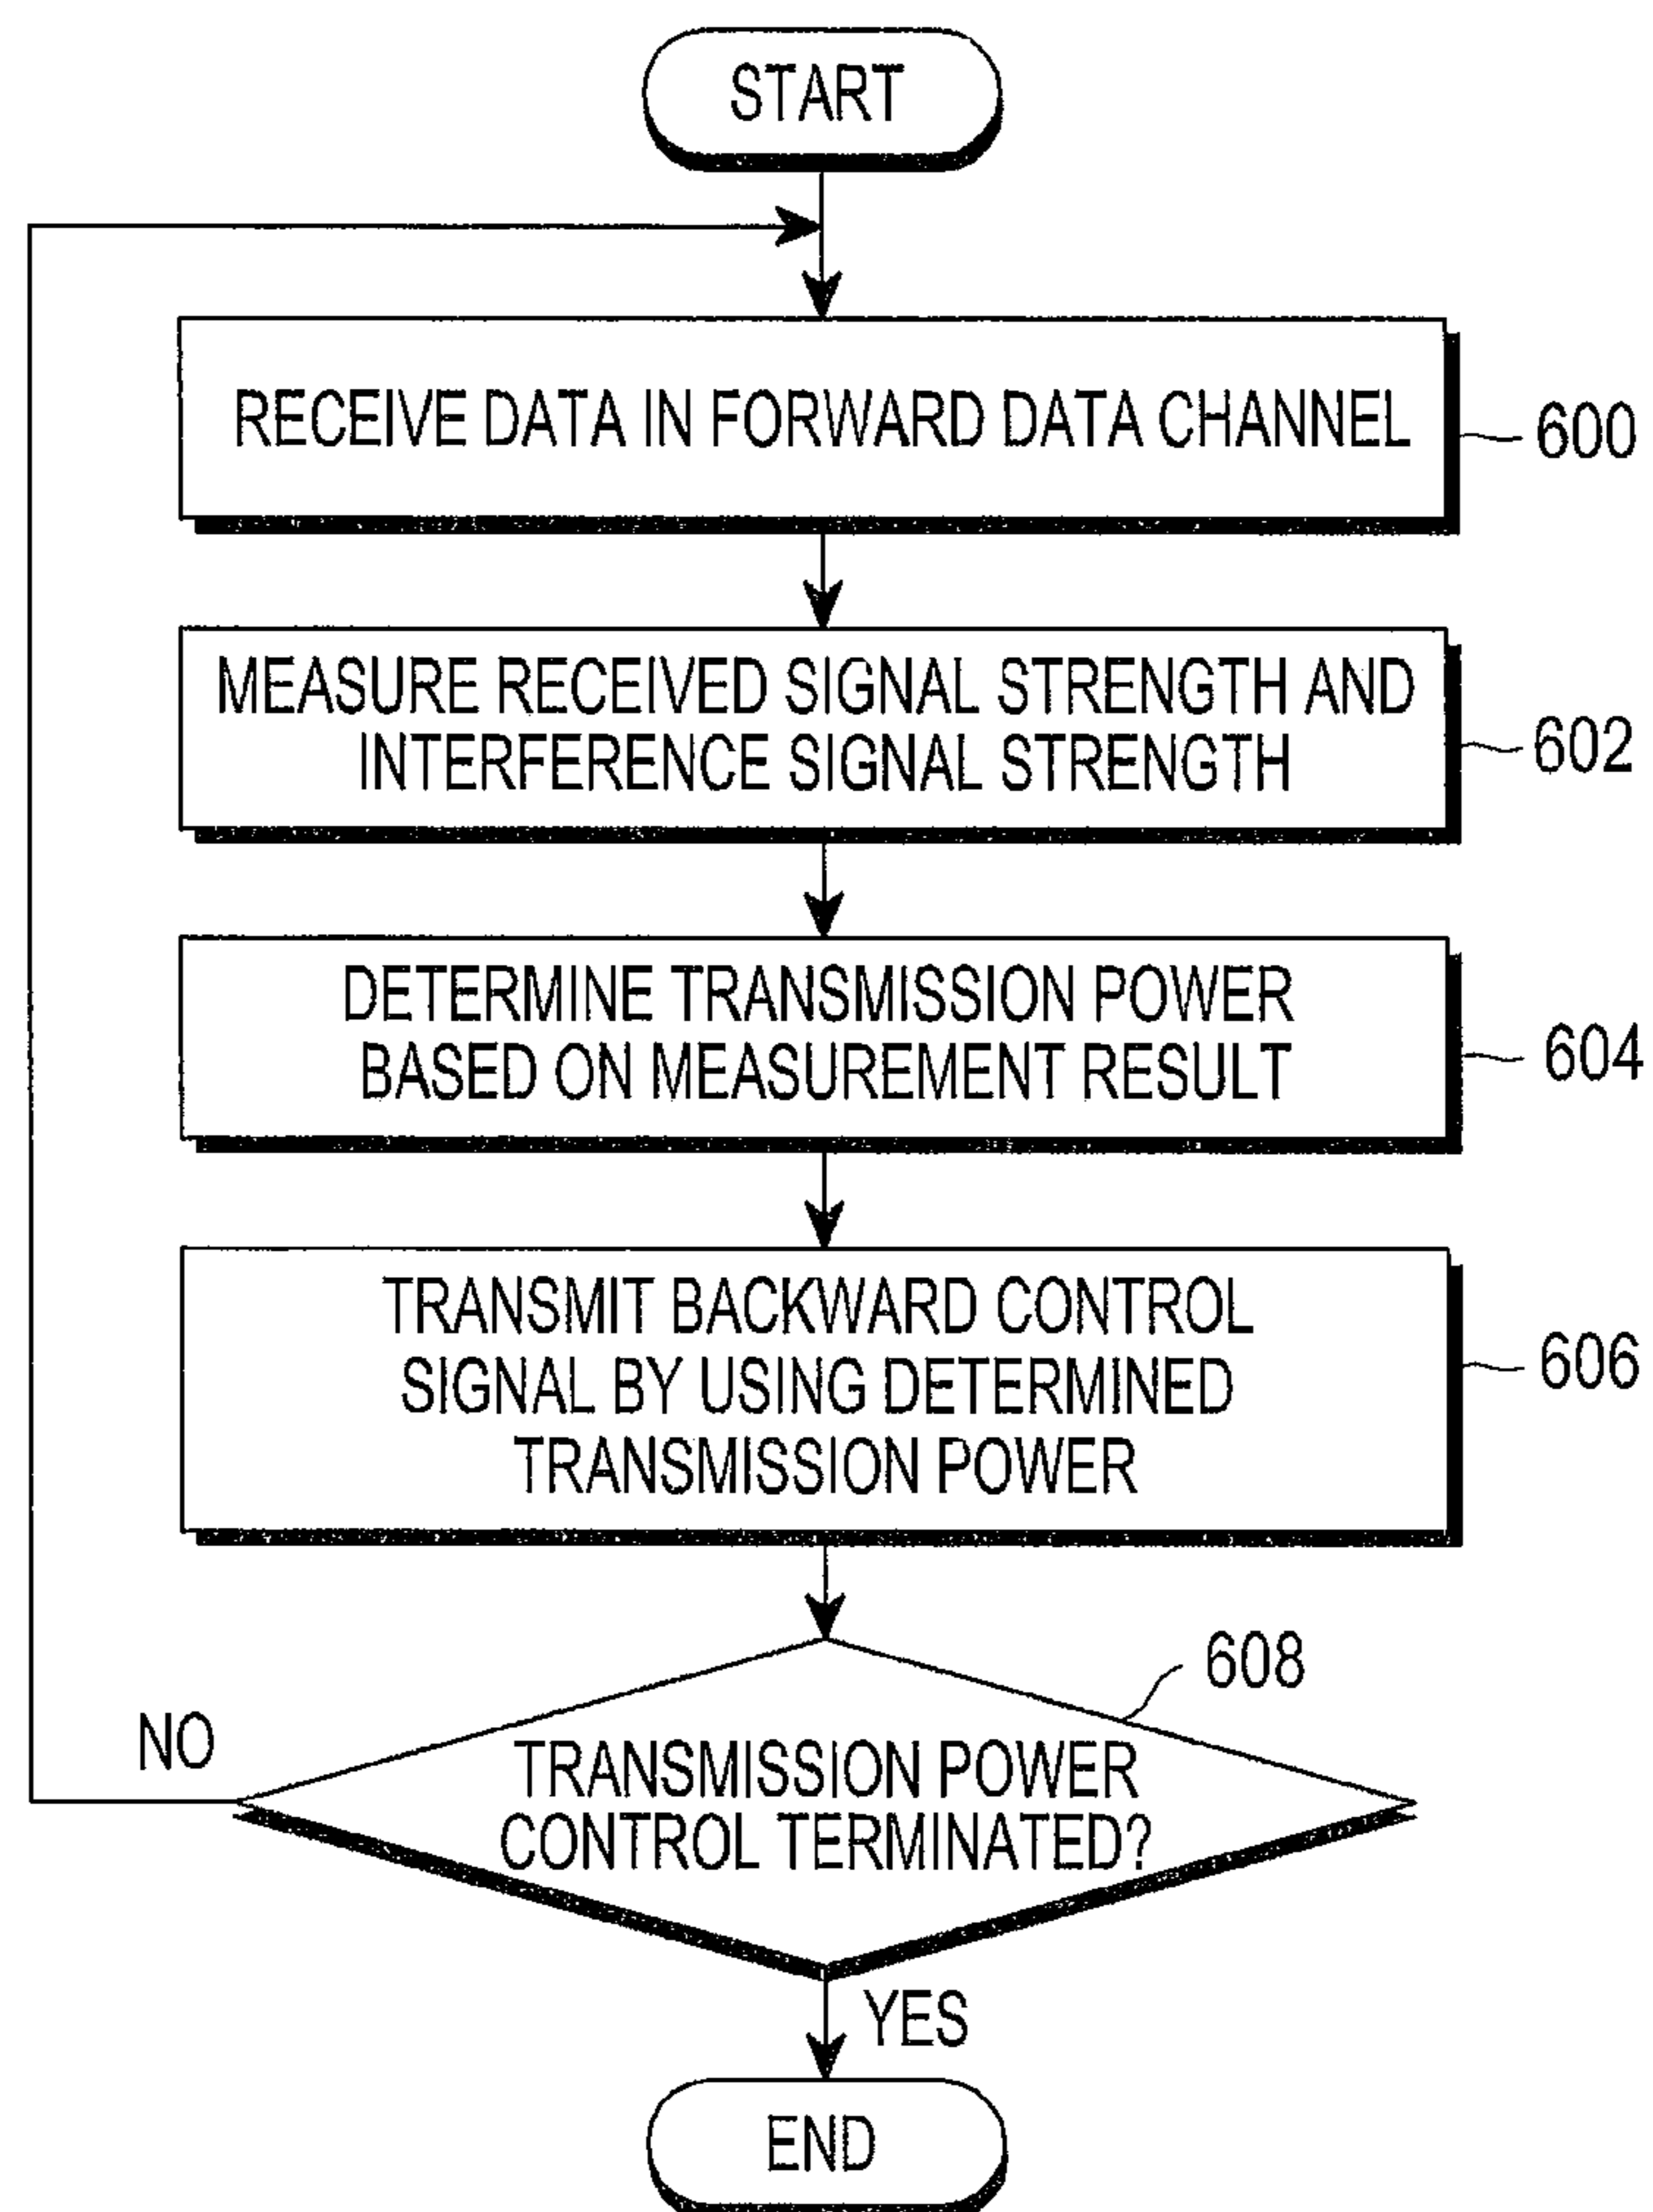 START
RECEIVE DATA IN FORWARD DATA CHANNEL
600
MEASURE RECEIVED SIGNAL STRENGTH AND
INTERFERENCE SIGNAL STRENGTH
602
DETERMINE TRANSMISSION POWER
BASED ON MEASUREMENT RESULT
604
TRANSMIT BACKWARD CONTROL
SIGNAL BY USING DETERMINED
TRANSMISSION POWER
606
608
NO
TRANSMISSION POWER
CONTROL TERMINATED?
YES
END